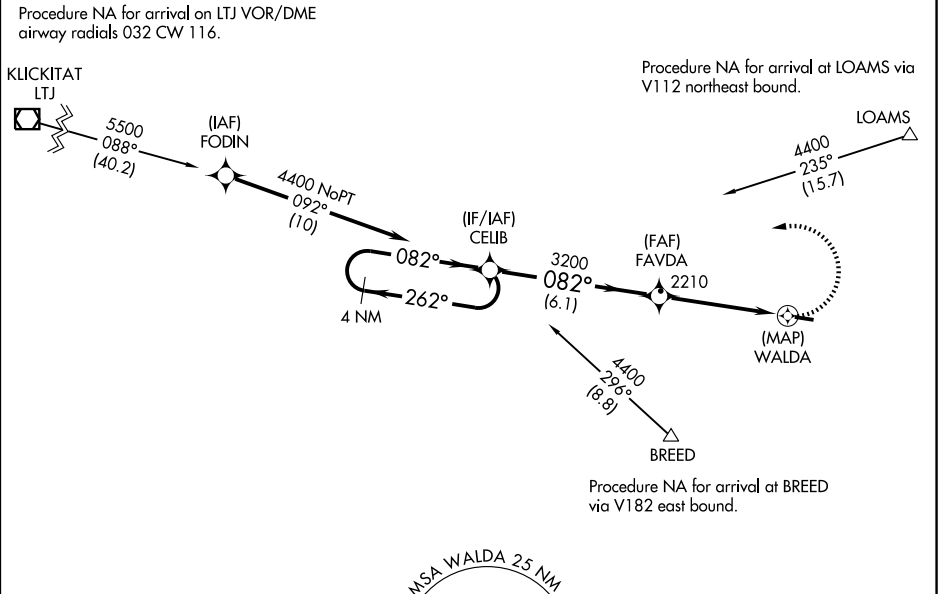 Procedure NA for arrival on LTJ VOR/DME
airway radials 032 CW 116.
KLICKITAT
LTJ
5500
088°
(40.2)
(IAF)
FODIN
4400 NoPT
092°
(10)
Procedure NA for arrival at LOAMS via
V112 northeast bound.
LOAMS
4400
235°
(15.7)
(IF/IAF)
CELIB
082°
262°
4 NM
3200
082°
(6.1)
(FAF)
FAVDA
2210
(MAP)
WALDA
4400
296°
(8.8)
BREED
Procedure NA for arrival at BREED
via V182 east bound.
MSA WALDA 25 NM